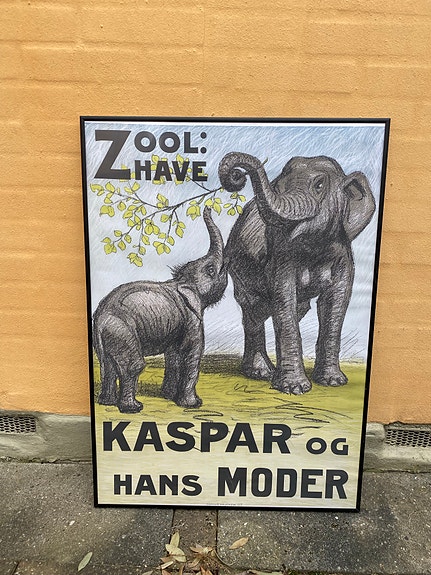 ZOOL:
HAVE
KASPAR OG
HANS MODER